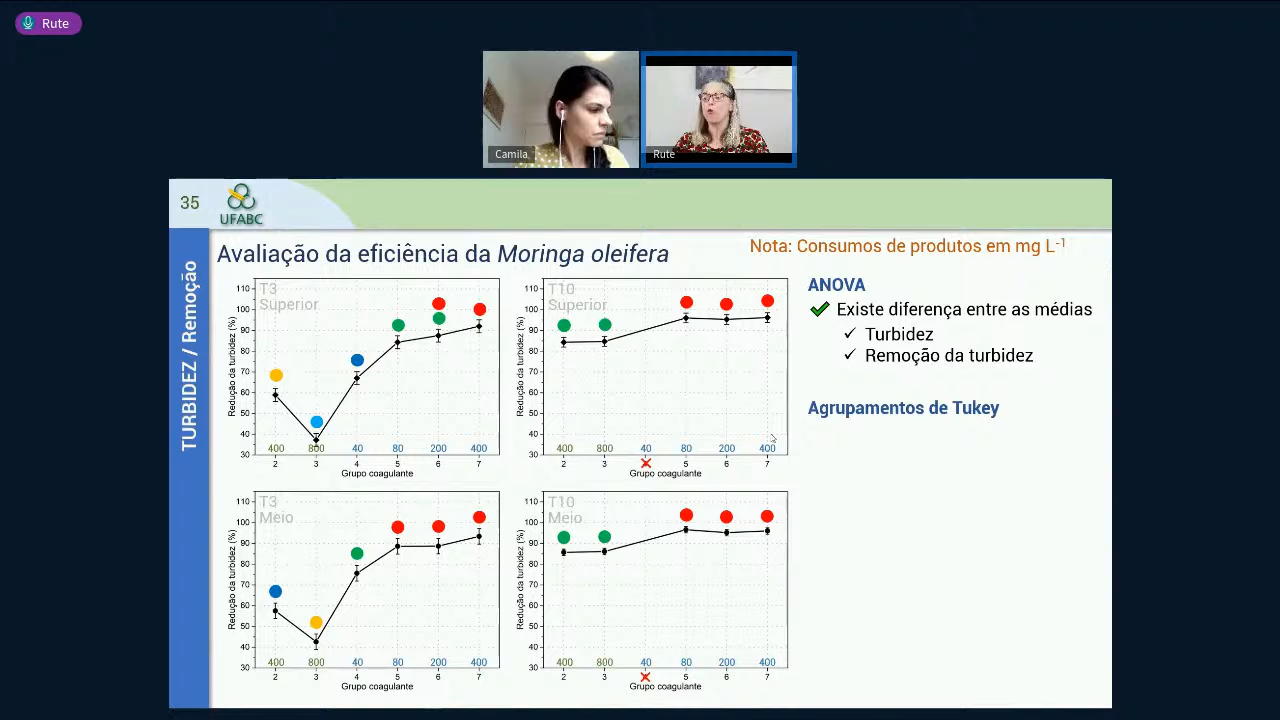 Rute
Camila
Rute
35
UFABC
TURBIDEZ / Remoção
Avaliação da eficiência da Moringa oleifera
Nota: Consumos de produtos em mg L-1
T3
Superior
Redução da turbidez (%)
110
100
90
80
70
60
50
40
30
400 800 40 80 200 400
2 3 4 5 6 7
Grupo coagulante
T10
Superior
Redução da turbidez (%)
110
100
90
80
70
60
50
40
30
400 800 40 80 200 400
2 3 5 6 7
Grupo coagulante
T3
Meio
Redução da turbidez (%)
110
100
90
80
70
60
50
40
30
400 800 40 80 200 400
2 3 4 5 6 7
Grupo coagulante
T10
Meio
Redução da turbidez (%)
110
100
90
80
70
60
50
40
30
400 800 40 80 200 400
2 3 5 6 7
Grupo coagulante
ANOVA
Existe diferença entre as médias
Turbidez
Remoção da turbidez
Agrupamentos de Tukey